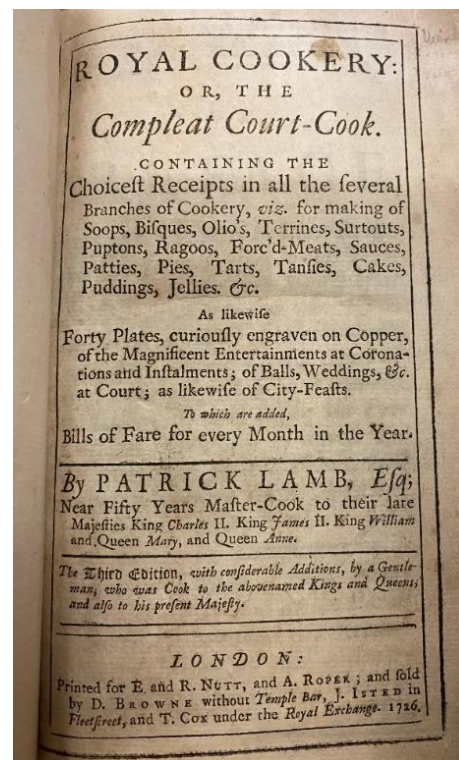 ROYAL COOKERY:
OR, THE
Compleat Court-Cook.
CONTAINING THE
Choiceſt Receipts in all the ſeveral
Branches of Cookery, viz. for making of
Soops, Biſques, Olio's, Terrines, Surtouts,
Puptons, Ragoos, Forc'd-Meats, Sauces,
Patties, Pies, Tarts, Tanſies, Cakes,
Puddings, Jellies. &c.
As likewiſe
Forty Plates, curiouſly engraven on Copper,
of the Magnificent Entertainments at Corona-
tions and Inſtalments; of Balls, Weddings, &c.
at Court; as likewiſe of City-Feaſts.
To which are added,
Bills of Fare for every Month in the Year.
By PATRICK LAMB, Eſq;
Near Fifty Years Maſter-Cook to their late
Majeſties King Charles II. King James II. King William
and Queen Mary, and Queen Anne.
The Third Edition, with conſiderable Additions, by a Gentle-
man, who was Cook to the abovenamed Kings and Queens,
and alſo to his preſent Majeſty.
LONDON:
Printed for E. and R. NUTT, and A. ROPER; and ſold
by D. BROWNE without Temple Bar, J. ISTED in
Fleetſtreet, and T. COX under the Royal Exchange. 1726.